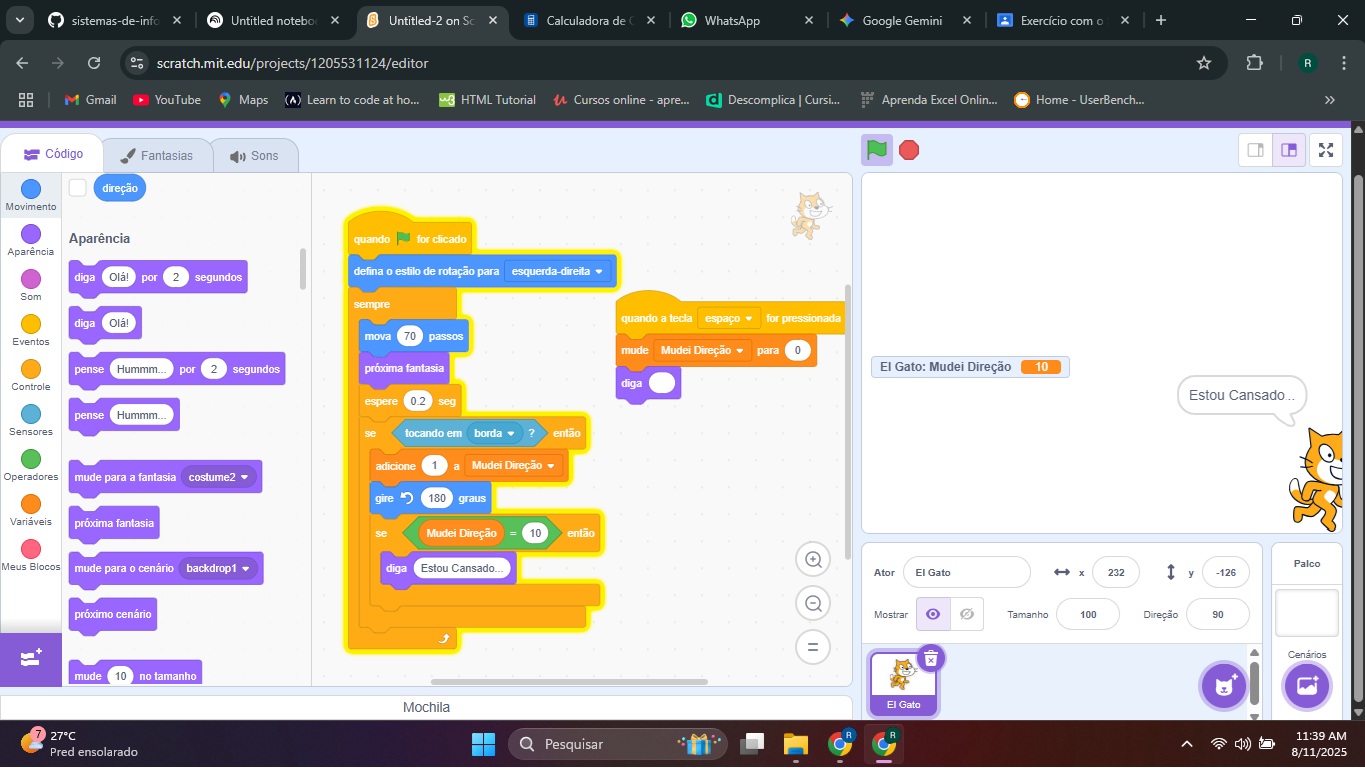 sistemas-de-info
Untitled notebo
Untitled-2 on Sc
Calculadora de C
WhatsApp
Google Gemini
Exercício com o
scratch.mit.edu/projects/1205531124/editor
R
Gmail
YouTube
Maps
Learn to code at ho...
HTML Tutorial
Cursos online - apre...
Descomplica | Cursi...
Aprenda Excel Onlin...
Home - UserBench...
Código
Fantasias
Sons
Movimento
Aparência
Som
Eventos
Controle
Sensores
Operadores
Variáveis
Meus Blocos
direção
Aparência
diga Olá! por 2 segundos
diga Olá!
pense Hummm... por 2 segundos
pense Hummm...
mude para a fantasia costume2
próxima fantasia
mude para o cenário backdrop1
próximo cenário
mude 10 no tamanho
quando for clicado
defina o estilo de rotação para esquerda-direita
sempre
mova 70 passos
próxima fantasia
espere 0.2 seg
se tocando em borda ? então
adicione 1 a Mudei Direção
gire 180 graus
se Mudei Direção = 10 então
diga Estou Cansado...
quando a tecla espaço for pressionada
mude Mudei Direção para 0
diga
El Gato: Mudei Direção 10
Estou Cansado...
Ator El Gato x 232 y -126
Mostrar Tamanho 100 Direção 90
El Gato
Palco
Cenários
Mochila
7
27°C
Pred ensolarado
Pesquisar
R
R
11:39 AM
8/11/2025